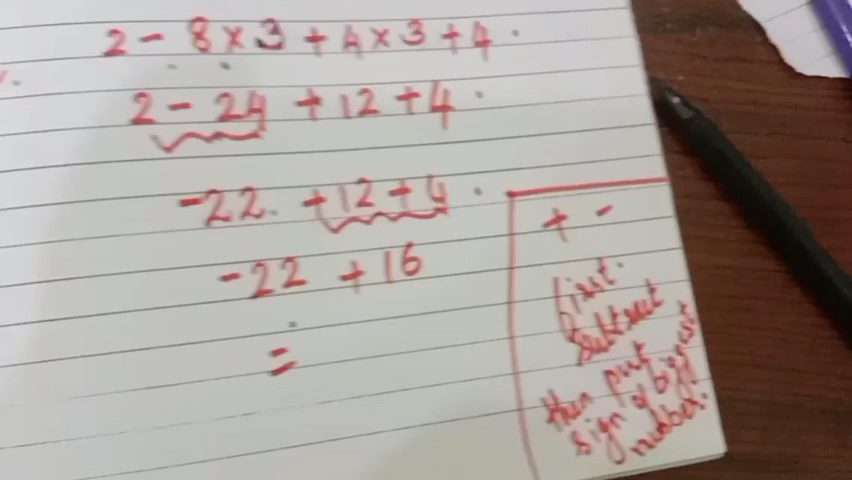 2 - 8 × 3 + 4 × 3 + 4 .
2 - 24 + 12 + 4 .
-22 . + 12 + 4 .
-22 + 16
=
+ -
first.
subtract
then put
sign of biggest
number.